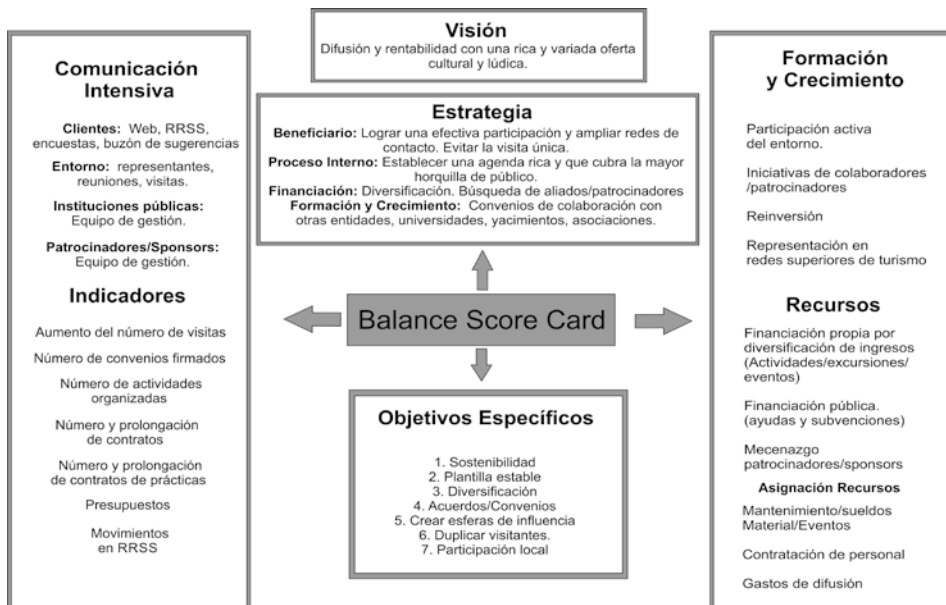 Visión
Difusión y rentabilidad con una rica y variada oferta
cultural y lúdica.
Comunicación
Intensiva
Clientes: Web, RRSS,
encuestas, buzón de sugerencias
Entorno: representantes,
reuniones, visitas.
Instituciones públicas:
Equipo de gestión.
Patrocinadores/Sponsors:
Equipo de gestión.
Indicadores
Aumento del número de visitas
Número de convenios firmados
Número de actividades
organizadas
Número y prolongación
de contratos
Número y prolongación
de contratos de prácticas
Presupuestos
Movimientos
en RRSS
Estrategia
Beneficiario: Lograr una efectiva participación y ampliar redes de
contacto. Evitar la visita única.
Proceso Interno: Establecer una agenda rica y que cubra la mayor
horquilla de público.
Financiación: Diversificación. Búsqueda de aliados/patrocinadores
Formación y Crecimiento: Convenios de colaboración con
otras entidades, universidades, yacimientos, asociaciones.
Balance Score Card
Objetivos Específicos
1. Sostenibilidad
2. Plantilla estable
3. Diversificación
4. Acuerdos/Convenios
5. Crear esferas de influencia
6. Duplicar visitantes.
7. Participación local
Formación
y Crecimiento
Participación activa
del entorno.
Iniciativas de colaboradores
/patrocinadores
Reinversión
Representación en
redes superiores de turismo
Recursos
Financiación propia por
diversificación de ingresos
(Actividades/excursiones/
eventos)
Financiación pública.
(ayudas y subvenciones)
Mecenazgo
patrocinadores/sponsors
Asignación Recursos
Mantenimiento/sueldos
Material/Eventos
Contratación de personal
Gastos de difusión